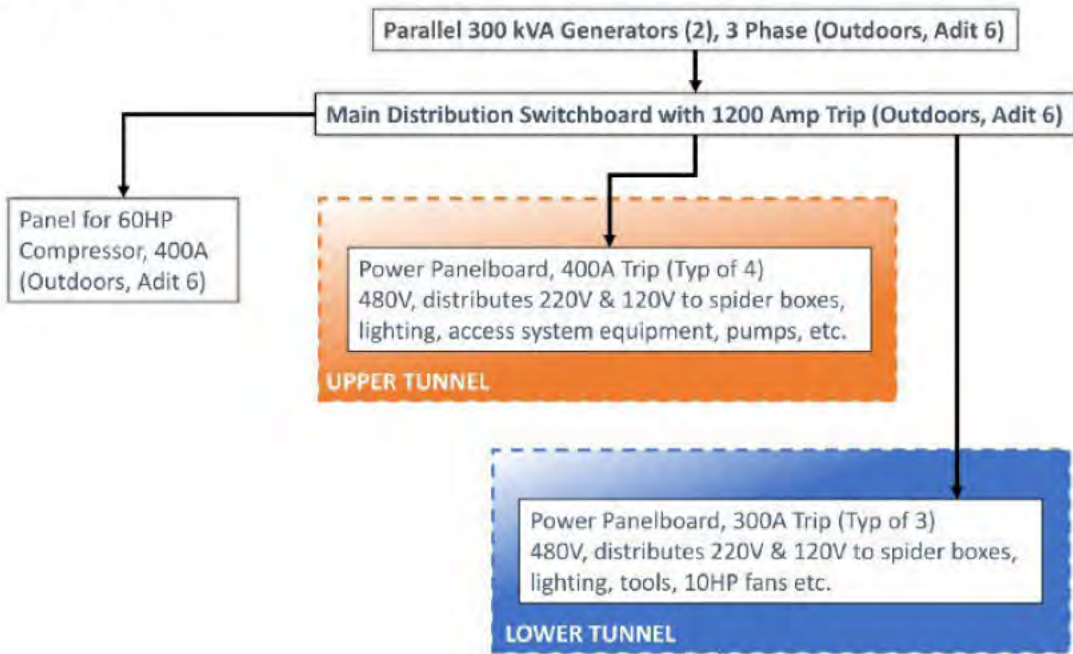 Parallel 300 kVA Generators (2), 3 Phase (Outdoors, Adit 6)
Main Distribution Switchboard with 1200 Amp Trip (Outdoors, Adit 6)
Panel for 60HP
Compressor, 400A
(Outdoors, Adit 6)
Power Panelboard, 400A Trip (Typ of 4)
480V, distributes 220V & 120V to spider boxes,
lighting, access system equipment, pumps, etc.
UPPER TUNNEL
Power Panelboard, 300A Trip (Typ of 3)
480V, distributes 220V & 120V to spider boxes,
lighting, tools, 10HP fans etc.
LOWER TUNNEL